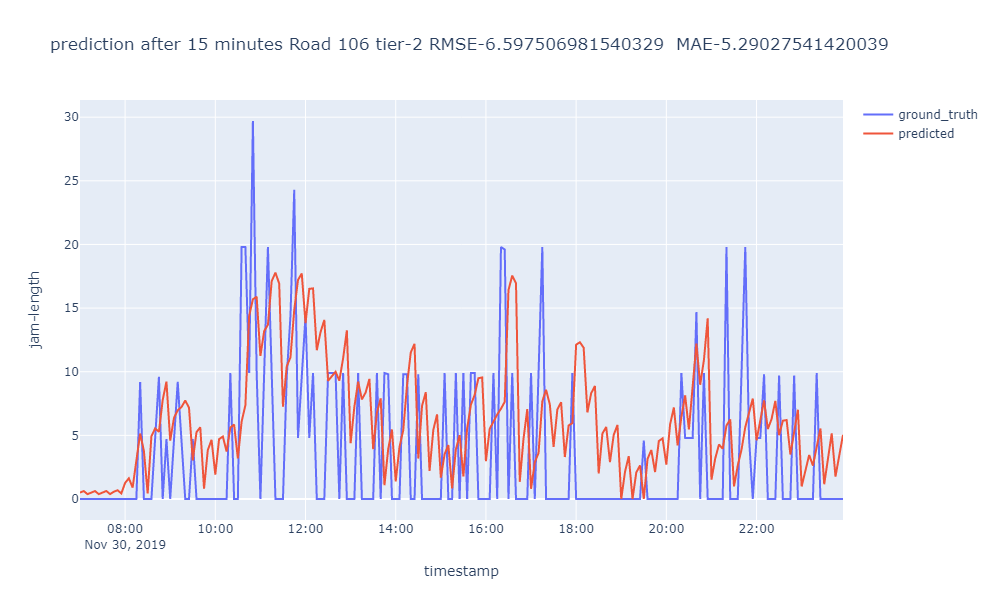 prediction after 15 minutes Road 106 tier-2 RMSE-6.597506981540329  MAE-5.29027541420039
ground_truth
predicted
30
25
20
15
10
5
0
jam-length
08:00 10:00 12:00 14:00 16:00 18:00 20:00 22:00
Nov 30, 2019
timestamp